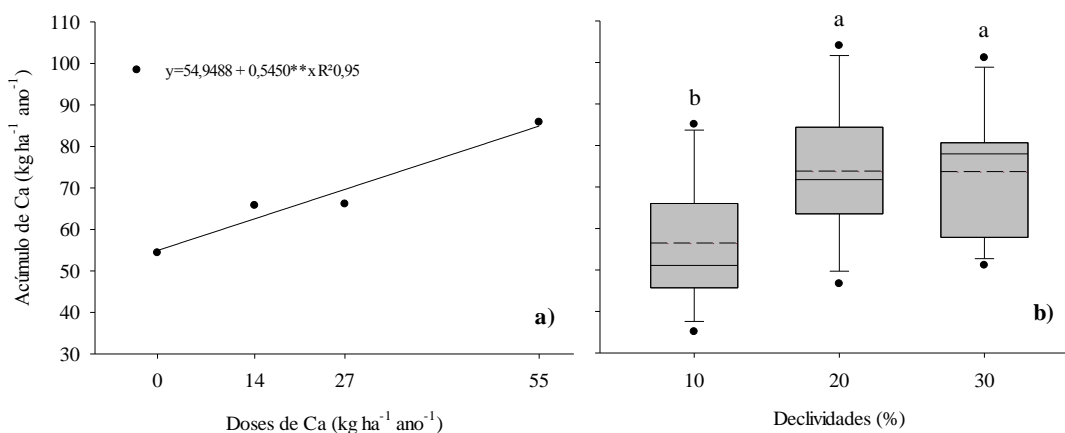 110
100
90
80
70
60
50
40
30
Acúmulo de Ca (kg ha⁻¹ ano⁻¹)
y=54,9488 + 0,5450**x R²0,95
a)
0 14 27 55
Doses de Ca (kg ha⁻¹ ano⁻¹)
b
a
a
b)
10 20 30
Declividades (%)